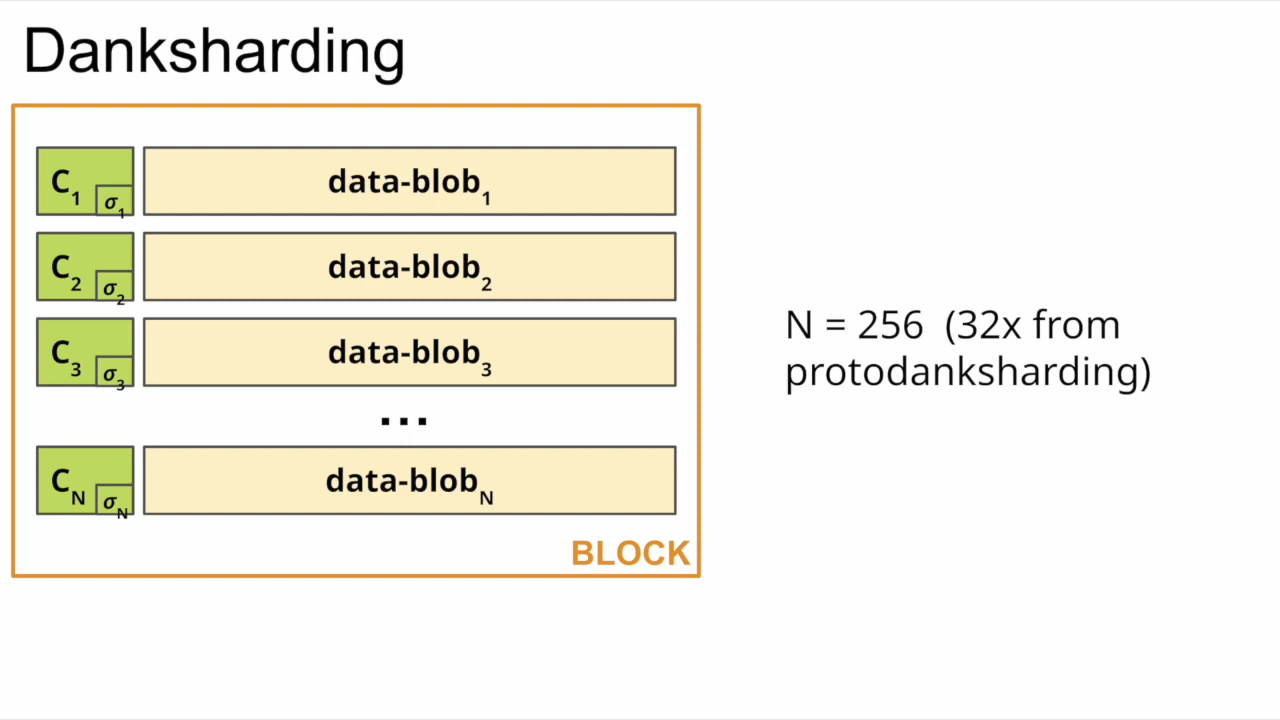 Danksharding
C₁ σ₁ data-blob₁
C₂ σ₂ data-blob₂
C₃ σ₃ data-blob₃
...
C_N σ_N data-blob_N
BLOCK
N = 256 (32x from
protodanksharding)